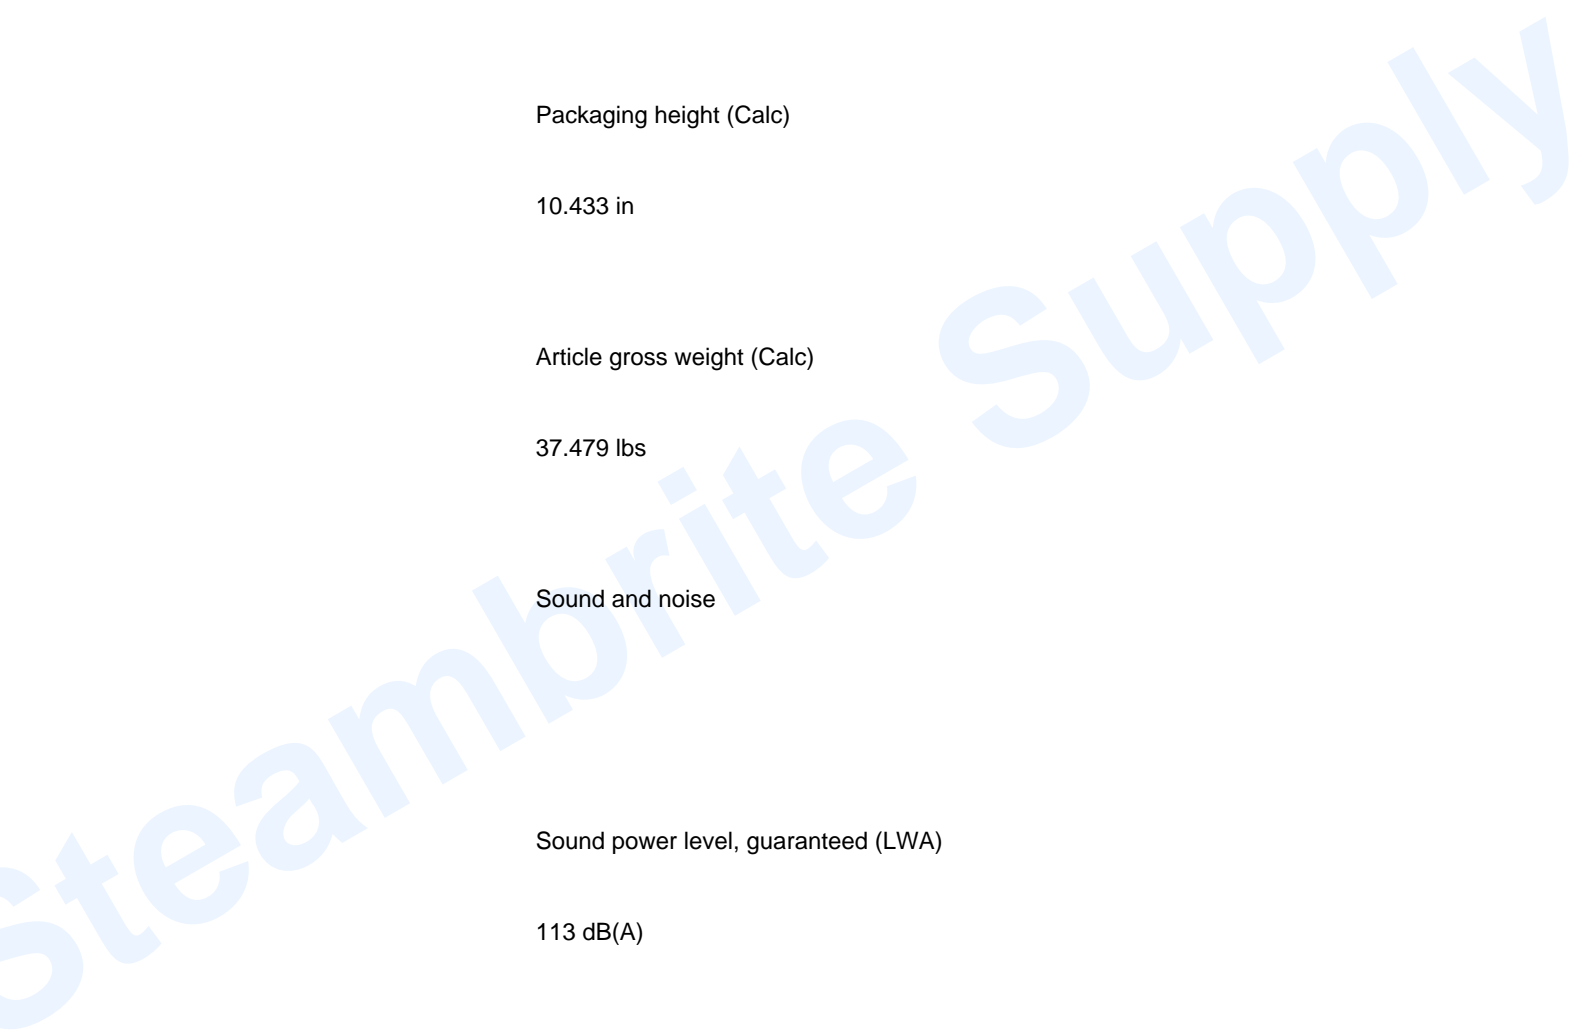 Packaging height (Calc)
10.433 in
Article gross weight (Calc)
37.479 lbs
Sound and noise
Sound power level, guaranteed (LWA)
113 dB(A)
Steambrite Supply